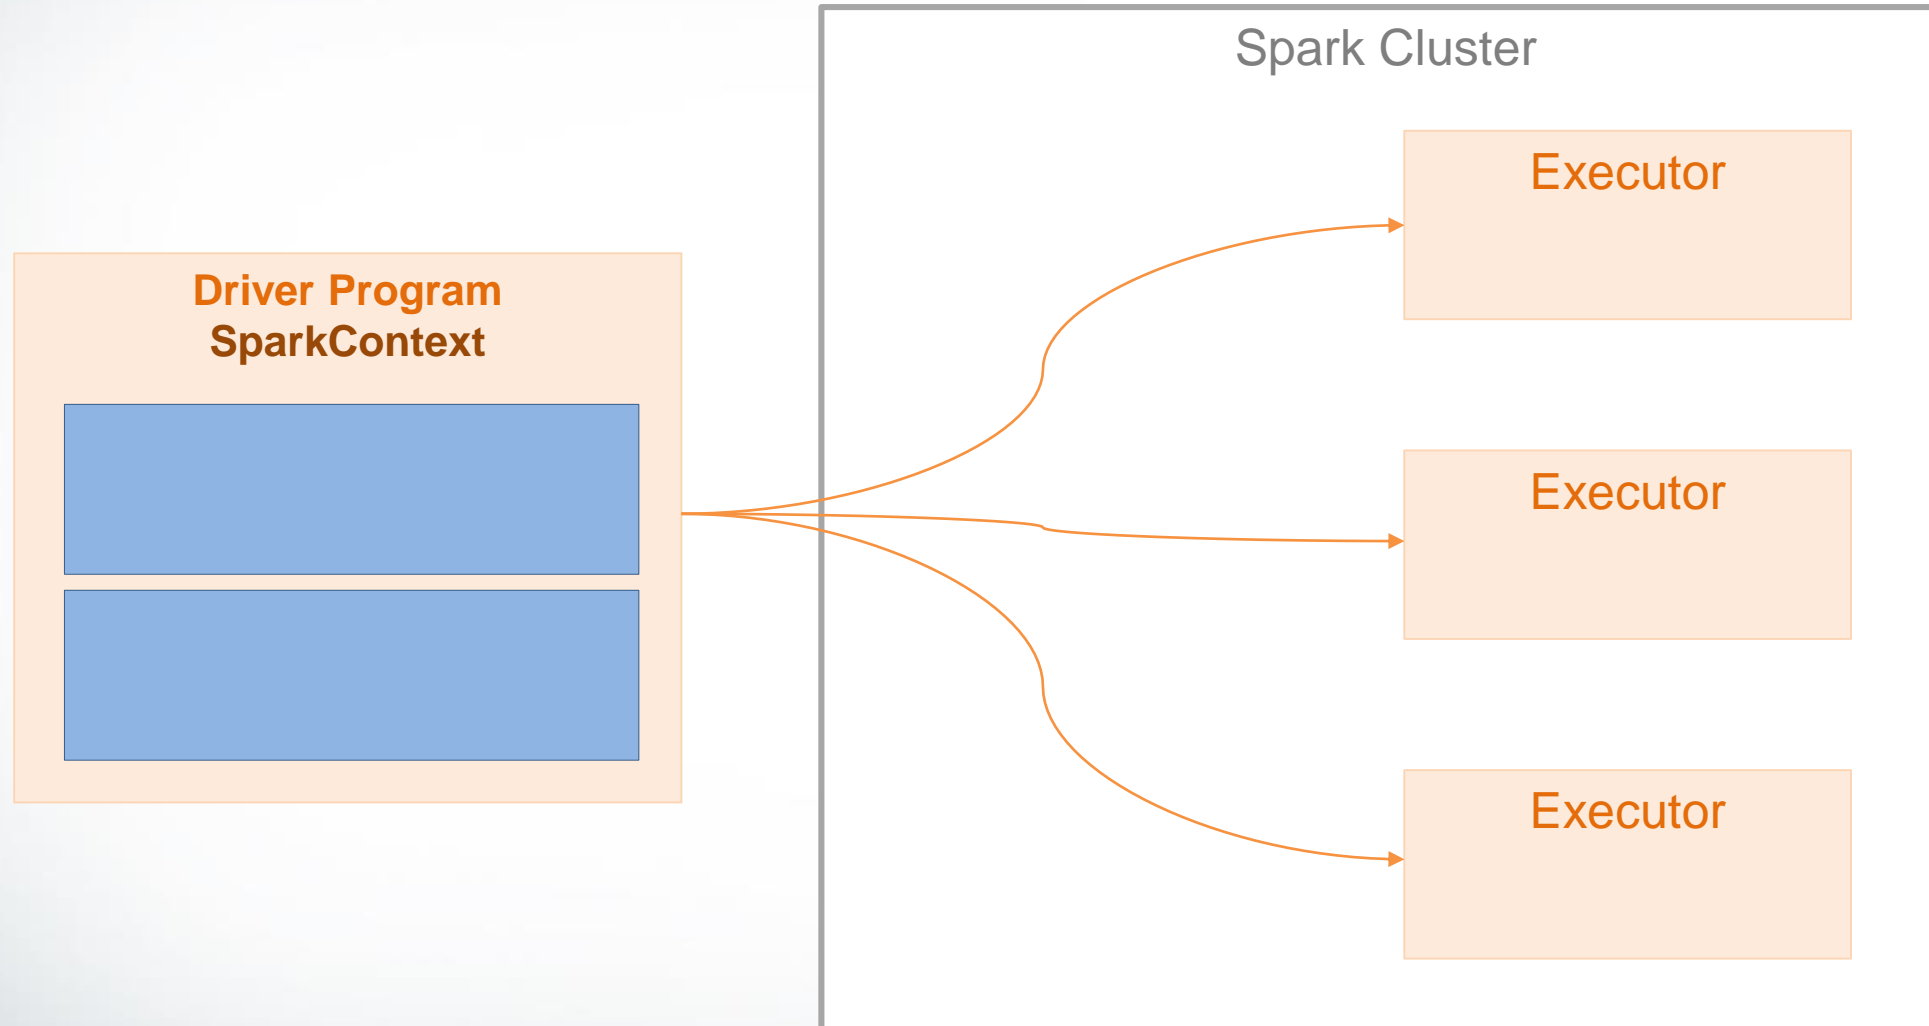 Spark Cluster
Driver Program
SparkContext
Executor
Executor
Executor